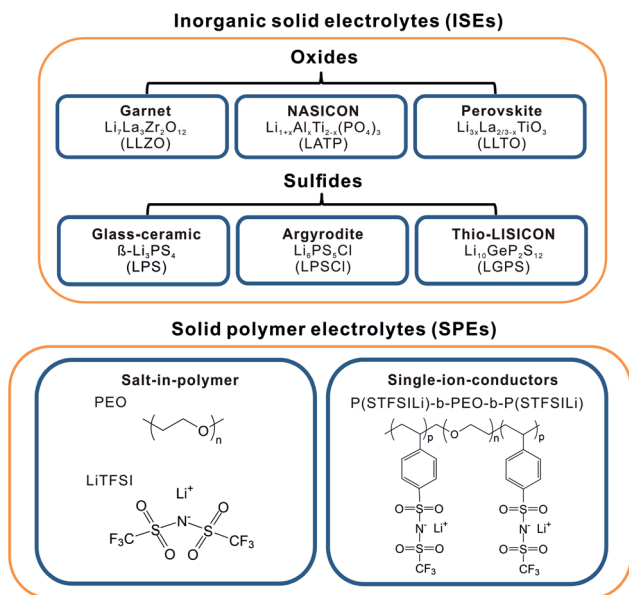 Inorganic solid electrolytes (ISEs)
Oxides
Garnet
Li₇La₃Zr₂O₁₂
(LLZO)
NASICON
Li₁₊ₓAlₓTi₂₋ₓ(PO₄)₃
(LATP)
Perovskite
Li₃ₓLa₂/₃₋ₓTiO₃
(LLTO)
Sulfides
Glass-ceramic
ß-Li₃PS₄
(LPS)
Argyrodite
Li₆PS₅Cl
(LPSCl)
Thio-LISICON
Li₁₀GeP₂S₁₂
(LGPS)
Solid polymer electrolytes (SPEs)
Salt-in-polymer
PEO
O
n
LiTFSI
Li⁺
O N⁻ O
S S
F₃C O O CF₃
Single-ion-conductors
P(STFSILi)-b-PEO-b-P(STFSILi)
p O n p
O S O O S O
N⁻ Li⁺ N⁻ Li⁺
O S O O S O
CF₃ CF₃